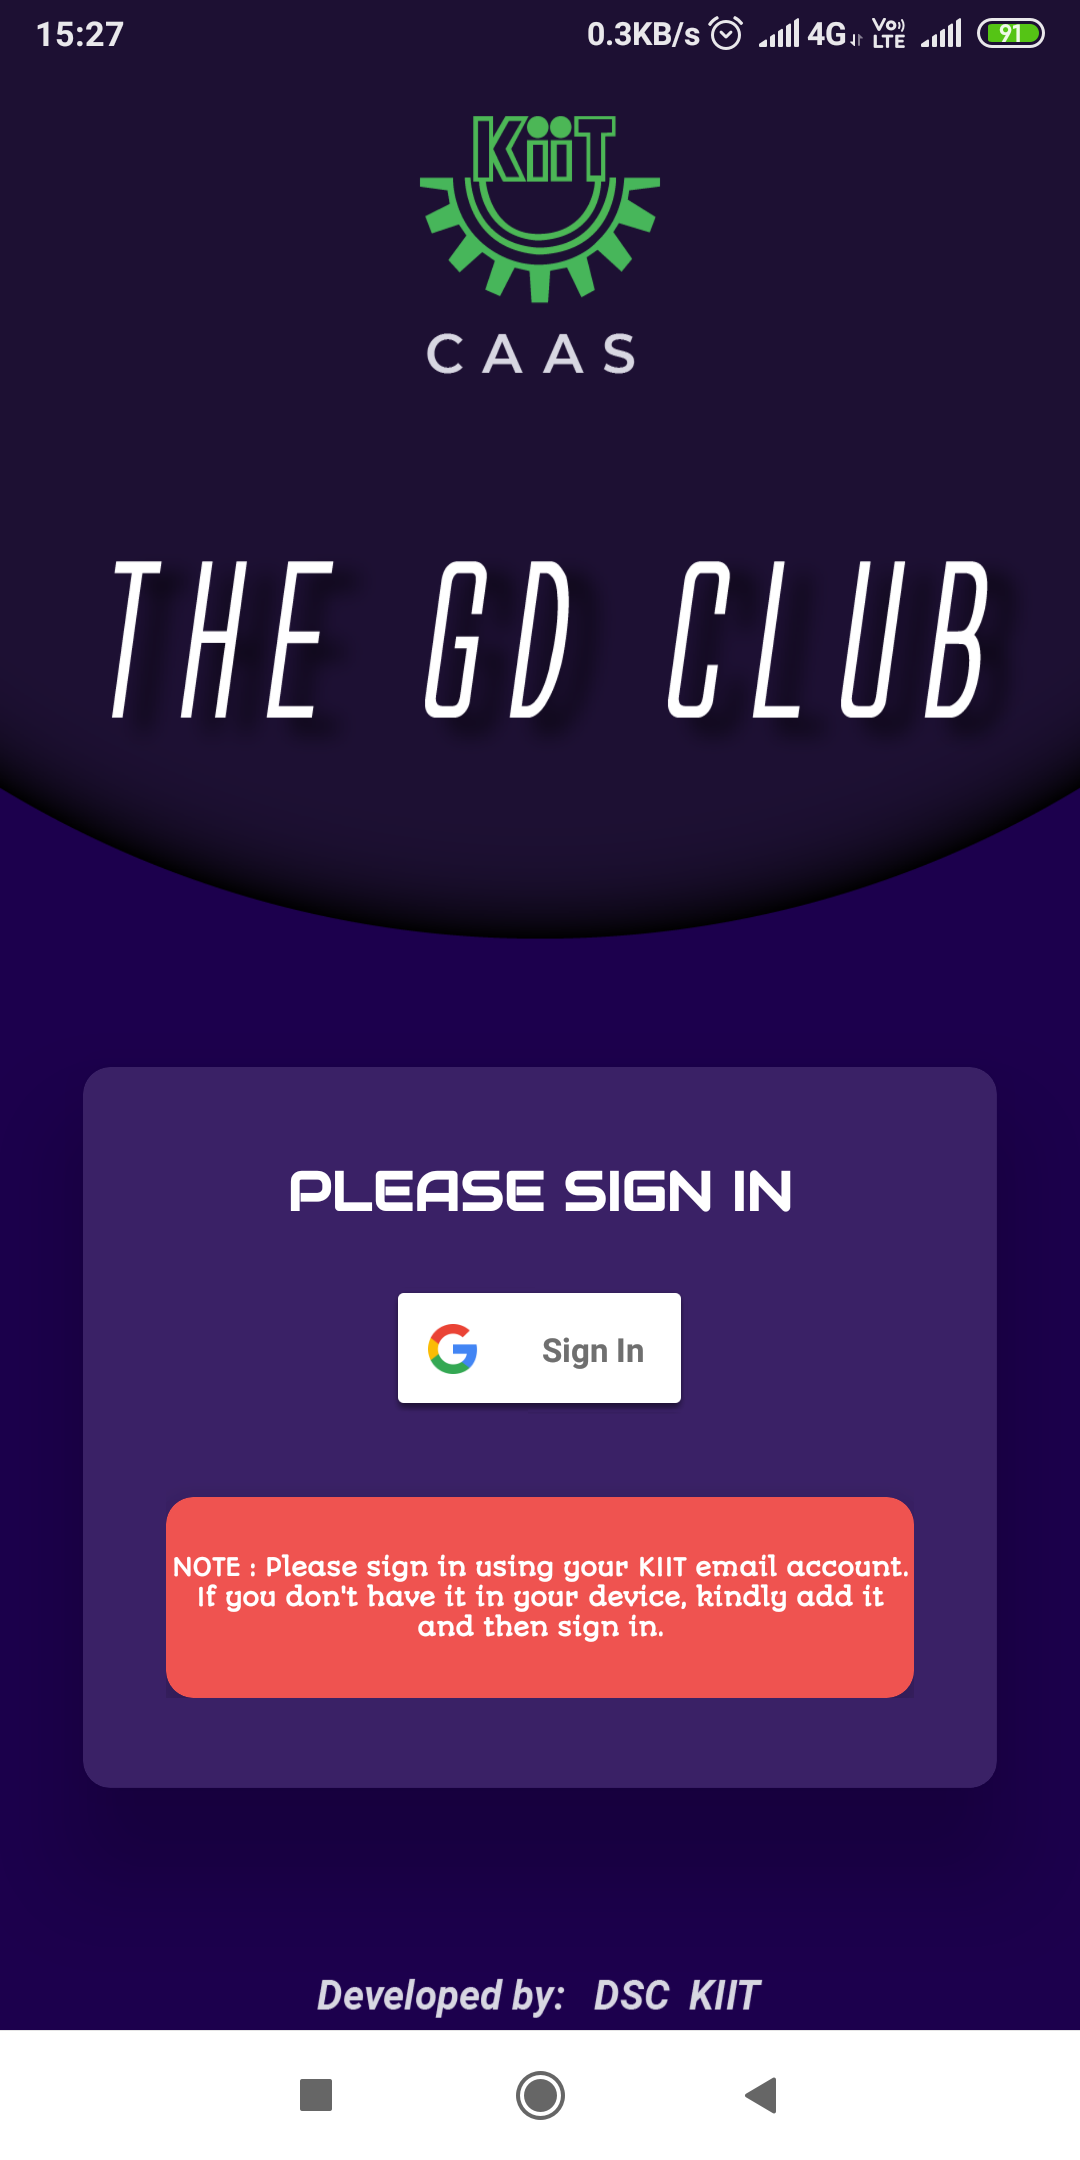 15:27 0.3KB/s 4G Vo LTE 91
KiiT
CAAS
THE GD CLUB
PLEASE SIGN IN
Sign In
NOTE : Please sign in using your KIIT email account.
If you don't have it in your device, kindly add it
and then sign in.
Developed by: DSC KIIT